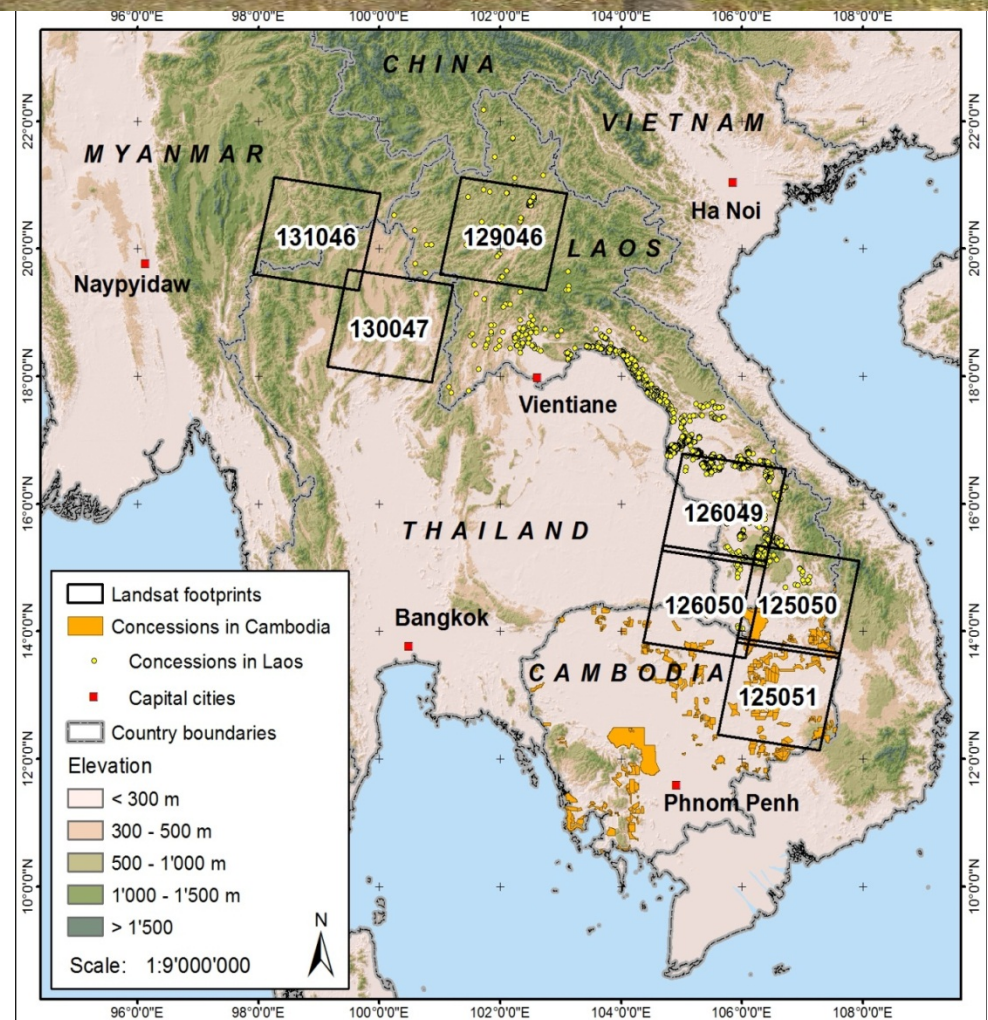 96°0'0"E 98°0'0"E 100°0'0"E 102°0'0"E 104°0'0"E 106°0'0"E 108°0'0"E
CHINA
22°0'0"N 22°0'0"N
VIETNAM
MYANMAR
Ha Noi
131046 129046
LAOS
20°0'0"N 20°0'0"N
Naypyidaw
130047
18°0'0"N 18°0'0"N
Vientiane
16°0'0"N 16°0'0"N
126049
THAILAND
126050 125050
Bangkok
14°0'0"N 14°0'0"N
CAMBODIA
125051
12°0'0"N 12°0'0"N
Phnom Penh
10°0'0"N 10°0'0"N
Landsat footprints
Concessions in Cambodia
Concessions in Laos
Capital cities
Country boundaries
Elevation
< 300 m
300 - 500 m
500 - 1'000 m
1'000 - 1'500 m
> 1'500
N
Scale: 1:9'000'000
96°0'0"E 98°0'0"E 100°0'0"E 102°0'0"E 104°0'0"E 106°0'0"E 108°0'0"E